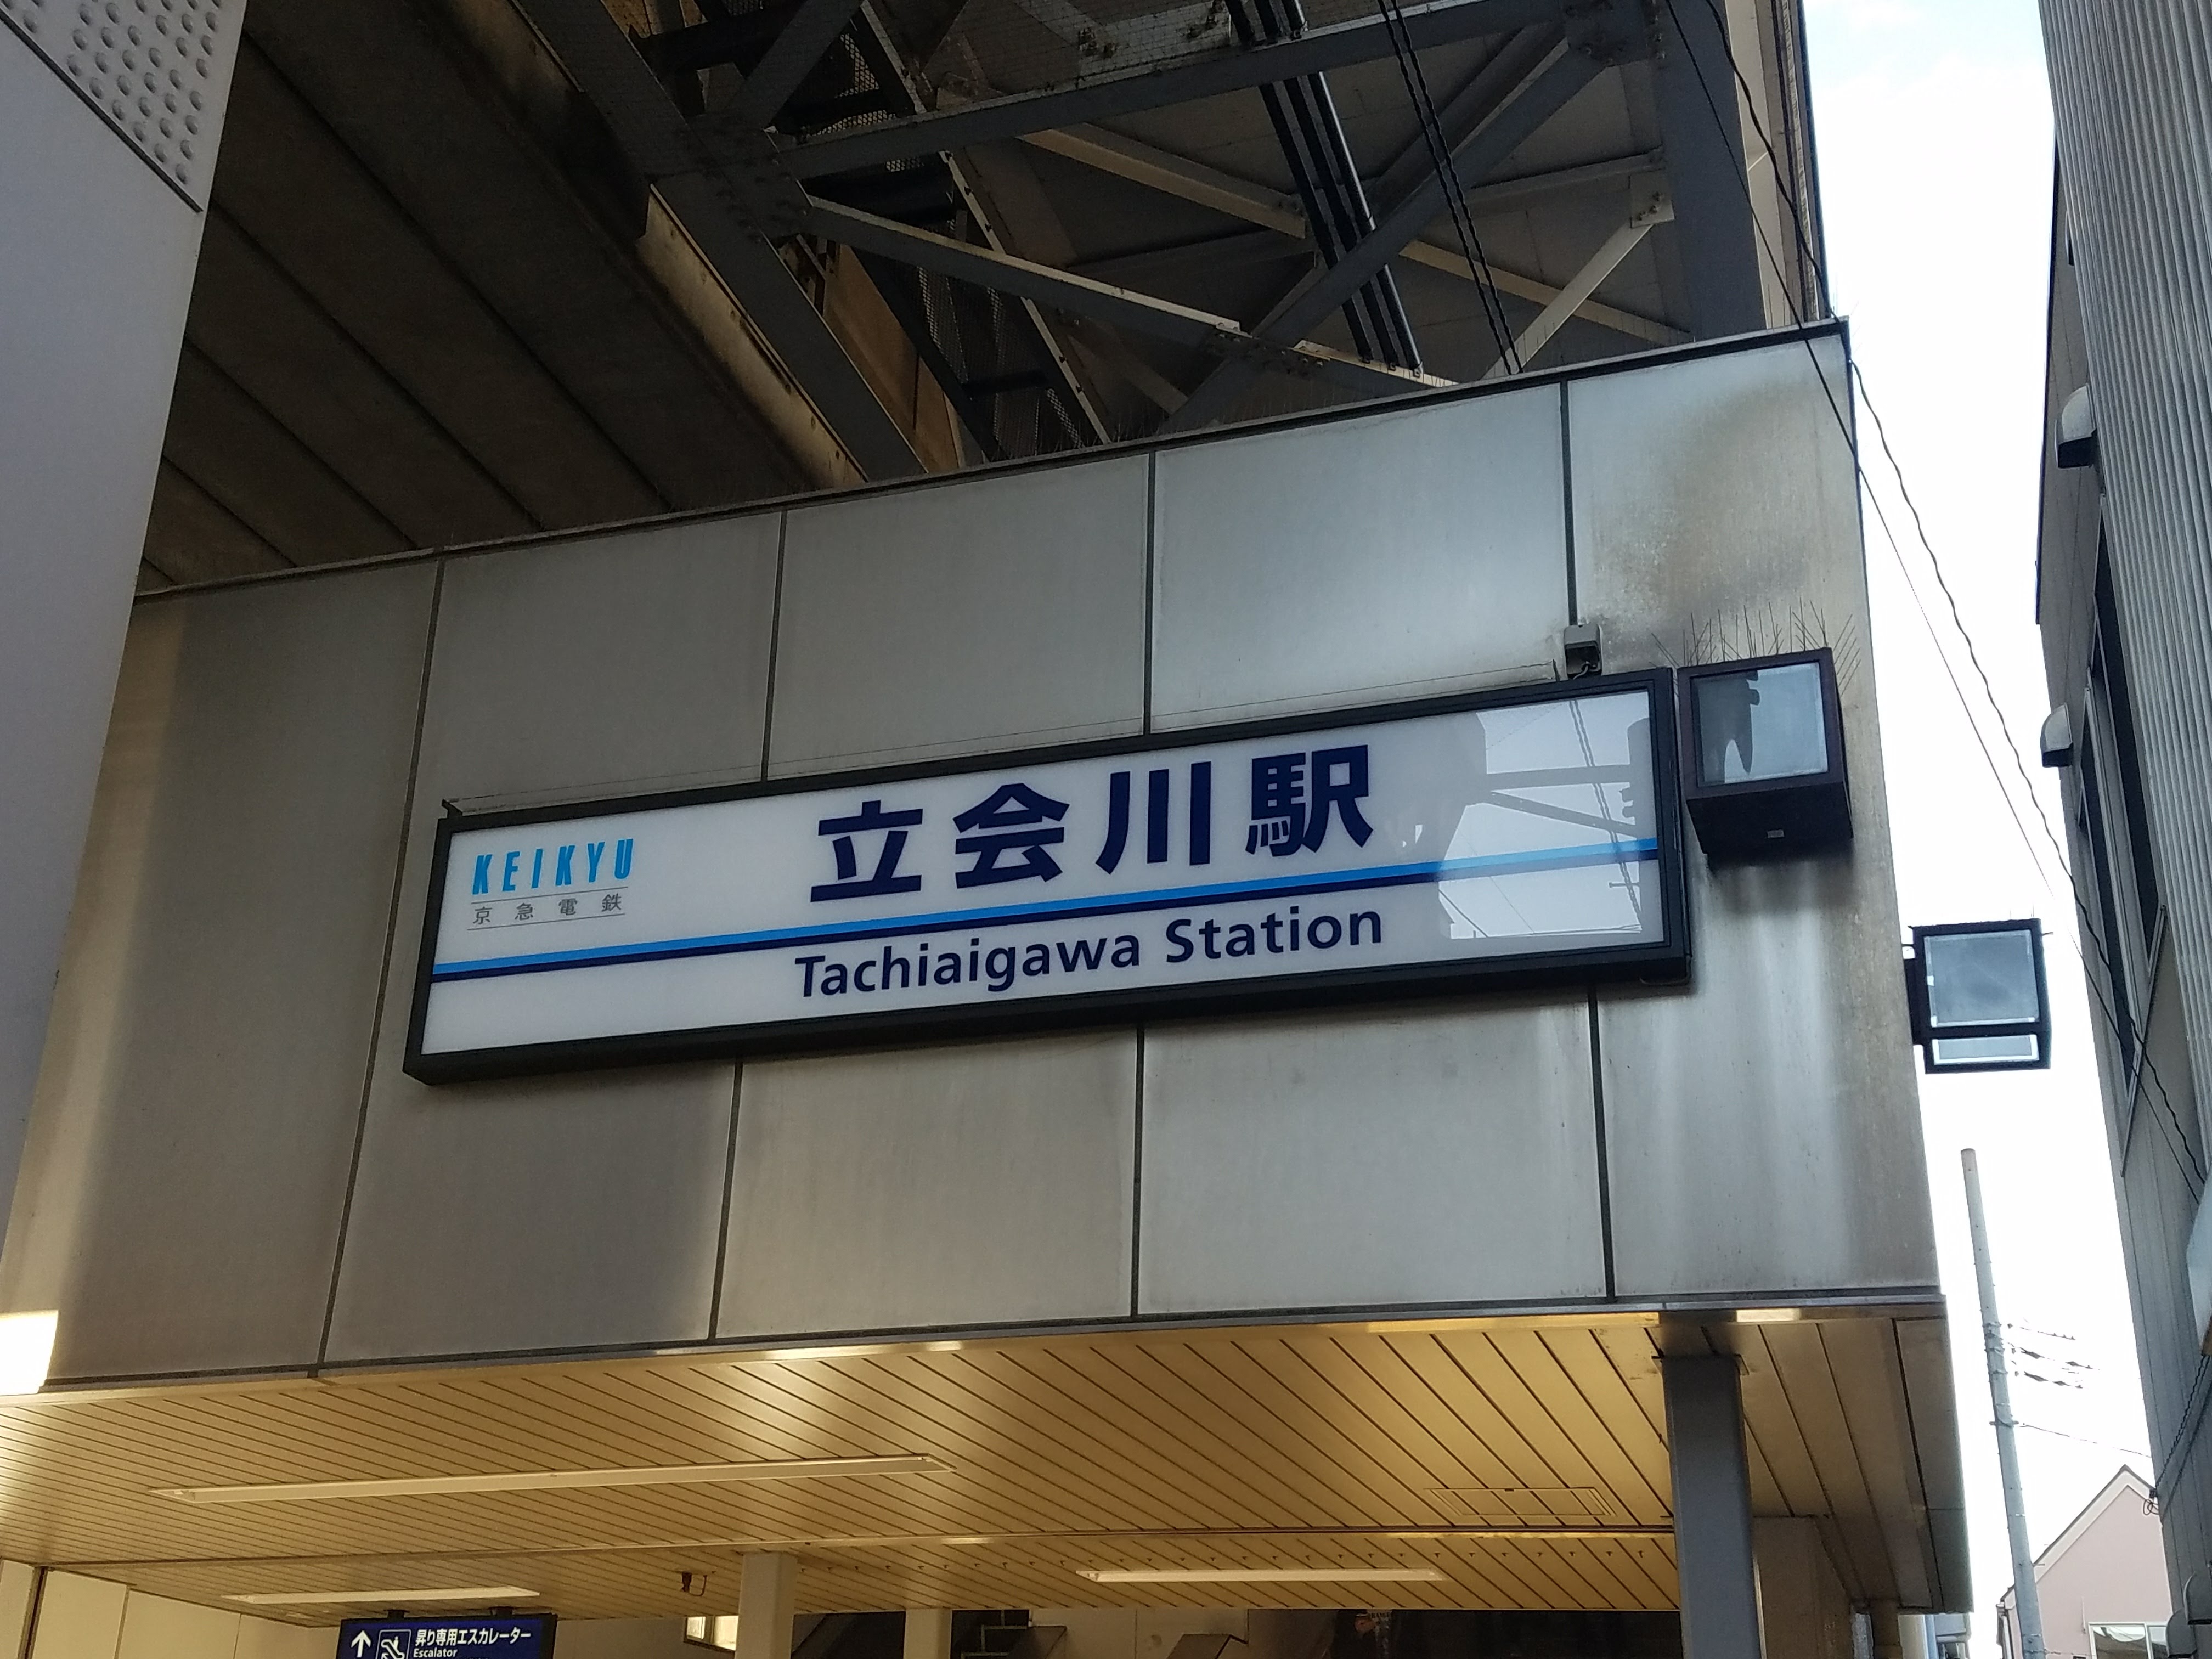 立会川駅
KEIKYU
京急電鉄
Tachiaigawa Station
昇り専用エスカレーター
Escalator